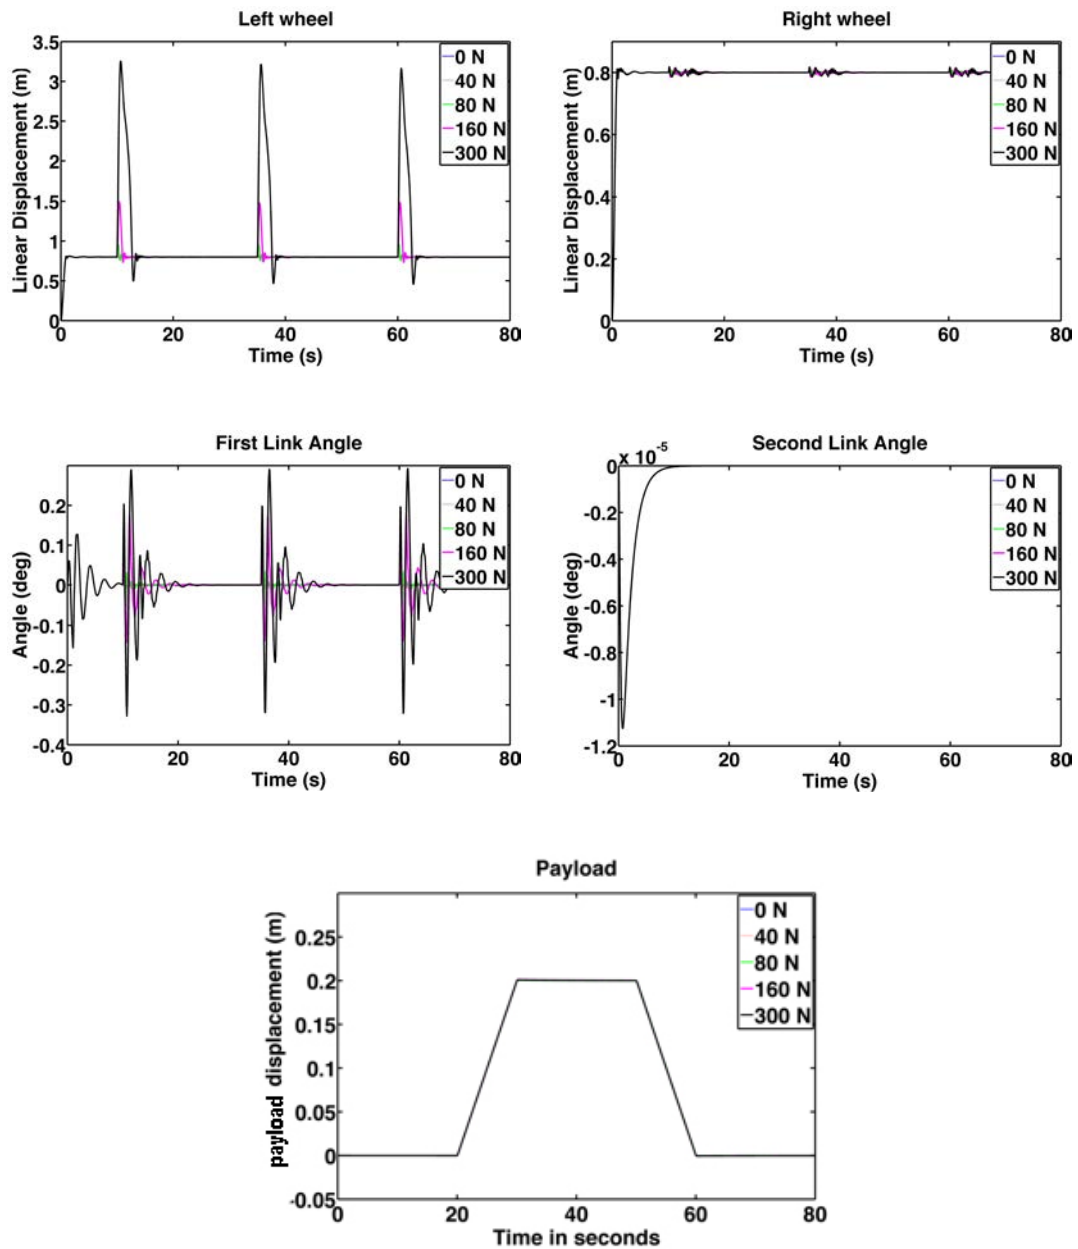 Left wheel
Linear Displacement (m)
3.5
3
2.5
2
1.5
1
0.5
0
0 20 40 60 80
Time (s)
0 N
40 N
80 N
160 N
300 N
Right wheel
Linear Displacement (m)
0.8
0.6
0.4
0.2
0
0 20 40 60 80
Time (s)
0 N
40 N
80 N
160 N
300 N
First Link Angle
Angle (deg)
0.2
0.1
0
-0.1
-0.2
-0.3
-0.4
0 20 40 60 80
Time (s)
0 N
40 N
80 N
160 N
300 N
Second Link Angle
x 10-5
Angle (deg)
0
-0.2
-0.4
-0.6
-0.8
-1
-1.2
0 20 40 60 80
Time (s)
0 N
40 N
80 N
160 N
300 N
Payload
payload displacement (m)
0.25
0.2
0.15
0.1
0.05
0
-0.05
0 20 40 60 80
Time in seconds
0 N
40 N
80 N
160 N
300 N